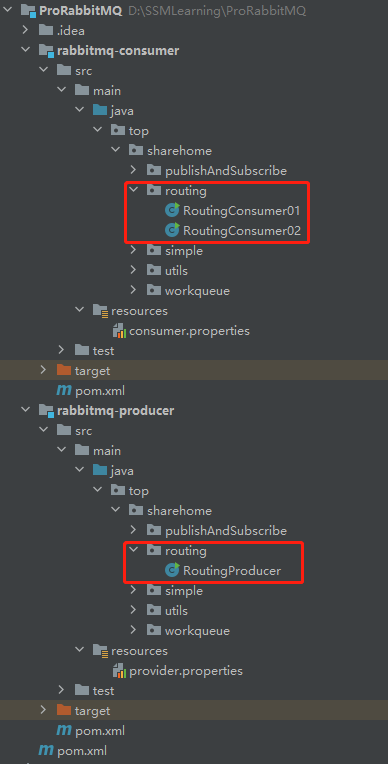 ProRabbitMQ D:\SSMLearning\ProRabbitMQ
.idea
rabbitmq-consumer
src
main
java
top
sharehome
publishAndSubscribe
routing
RoutingConsumer01
RoutingConsumer02
simple
utils
workqueue
resources
consumer.properties
test
target
pom.xml
rabbitmq-producer
src
main
java
top
sharehome
publishAndSubscribe
routing
RoutingProducer
simple
utils
workqueue
resources
provider.properties
test
target
pom.xml
pom.xml